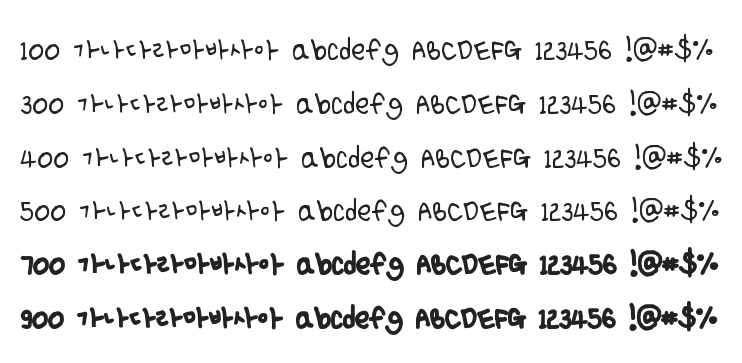 100 가나다라마바사아 abcdefg ABCDEFG 123456 !@#$%
300 가나다라마바사아 abcdefg ABCDEFG 123456 !@#$%
400 가나다라마바사아 abcdefg ABCDEFG 123456 !@#$%
500 가나다라마바사아 abcdefg ABCDEFG 123456 !@#$%
700 가나다라마바사아 abcdefg ABCDEFG 123456 !@#$%
900 가나다라마바사아 abcdefg ABCDEFG 123456 !@#$%